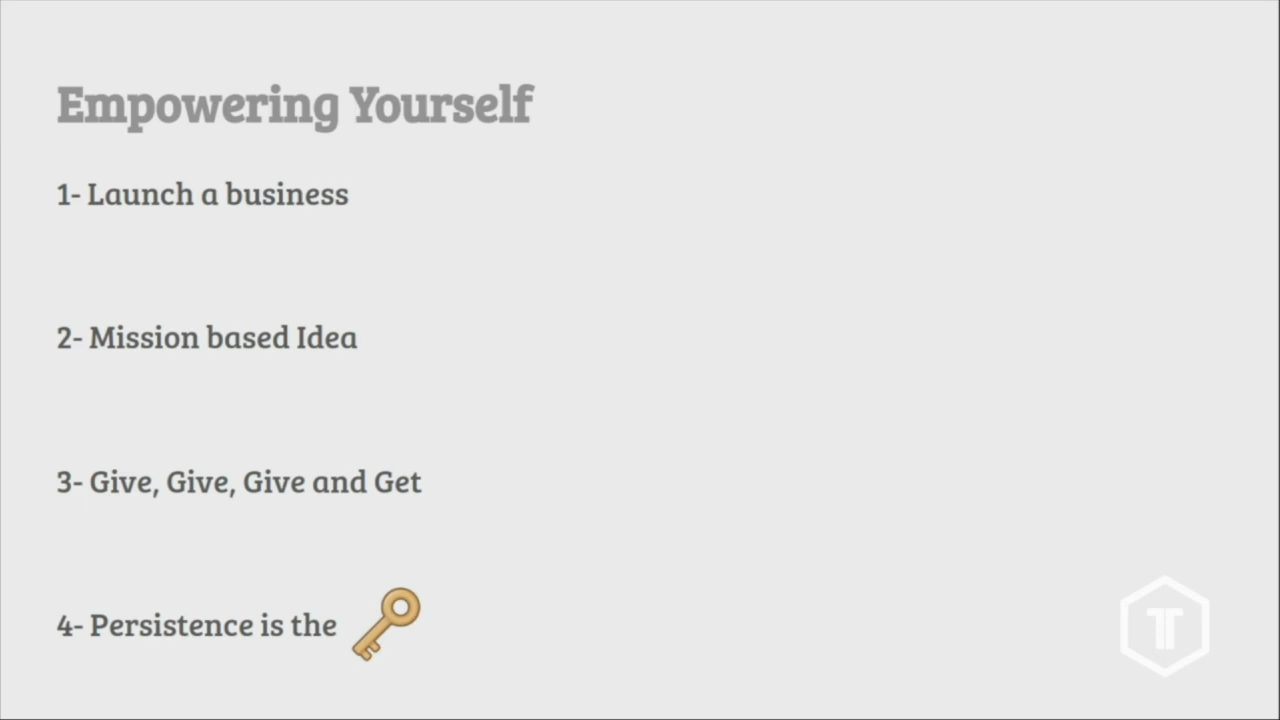 Empowering Yourself
1- Launch a business
2- Mission based Idea
3- Give, Give, Give and Get
4- Persistence is the